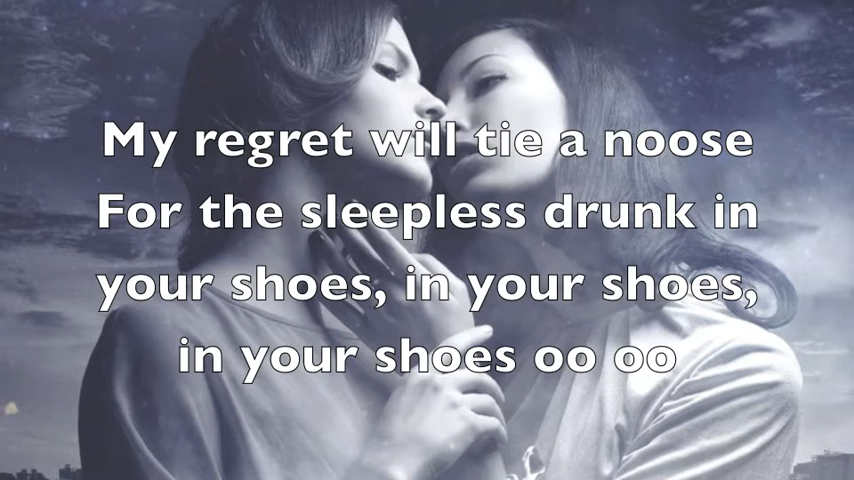 My regret will tie a noose
For the sleepless drunk in
your shoes, in your shoes,
in your shoes oo oo